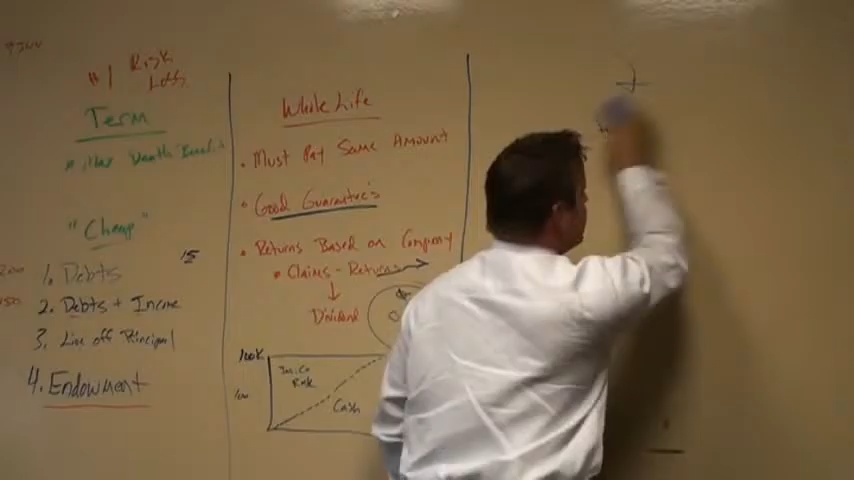 #1 Risk
Loss
Term
Death Benefit
"Cheap"
15
1. Debts
2. Debts + Income
3. Live off Principal
4. Endowment
Whole Life
• Must Pay Same Amount
• Good Guarantee's
• Returns Based on Company
• Claims - Returns
Dividend
100K
Ins. Co
Risk
Cash